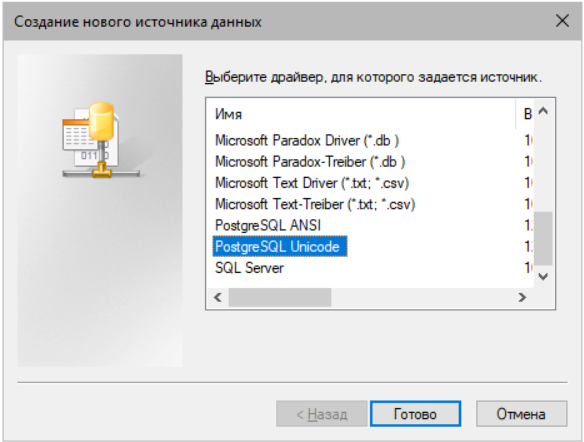 Создание нового источника данных
Выберите драйвер, для которого задается источник.
Имя В
Microsoft Paradox Driver (*.db ) 1
Microsoft Paradox-Treiber (*.db ) 1
Microsoft Text Driver (*.txt; *.csv) 1
Microsoft Text-Treiber (*.txt; *.csv) 1
PostgreSQL ANSI 1
PostgreSQL Unicode 1
SQL Server 1
< Назад Готово Отмена